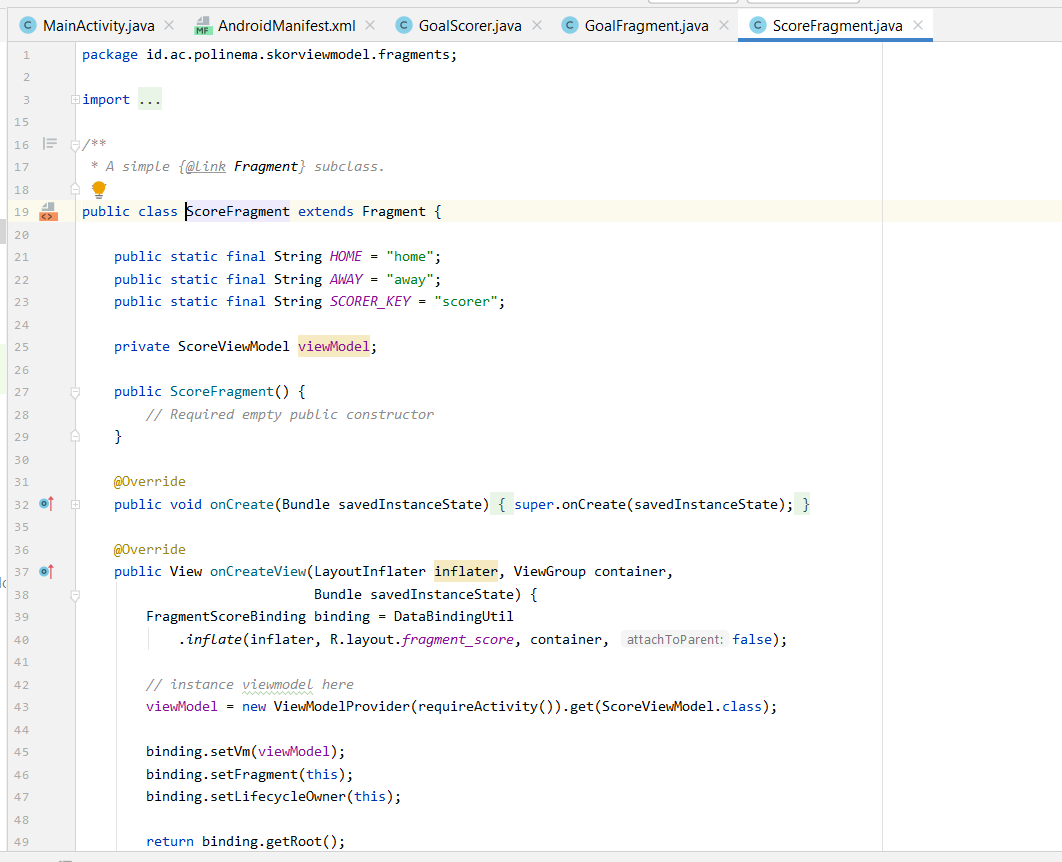 MainActivity.java AndroidManifest.xml GoalScorer.java GoalFragment.java ScoreFragment.java
1 package id.ac.polinema.skorviewmodel.fragments;
2
3 import ...
15
16 /**
17 * A simple {@link Fragment} subclass.
18
19 public class ScoreFragment extends Fragment {
20
21 public static final String HOME = "home";
22 public static final String AWAY = "away";
23 public static final String SCORER_KEY = "scorer";
24
25 private ScoreViewModel viewModel;
26
27 public ScoreFragment() {
28 // Required empty public constructor
29 }
30
31 @Override
32 public void onCreate(Bundle savedInstanceState) { super.onCreate(savedInstanceState); }
35
36 @Override
37 public View onCreateView(LayoutInflater inflater, ViewGroup container,
38 Bundle savedInstanceState) {
39 FragmentScoreBinding binding = DataBindingUtil
40 .inflate(inflater, R.layout.fragment_score, container, attachToParent: false);
41
42 // instance viewmodel here
43 viewModel = new ViewModelProvider(requireActivity()).get(ScoreViewModel.class);
44
45 binding.setVm(viewModel);
46 binding.setFragment(this);
47 binding.setLifecycleOwner(this);
48
49 return binding.getRoot();